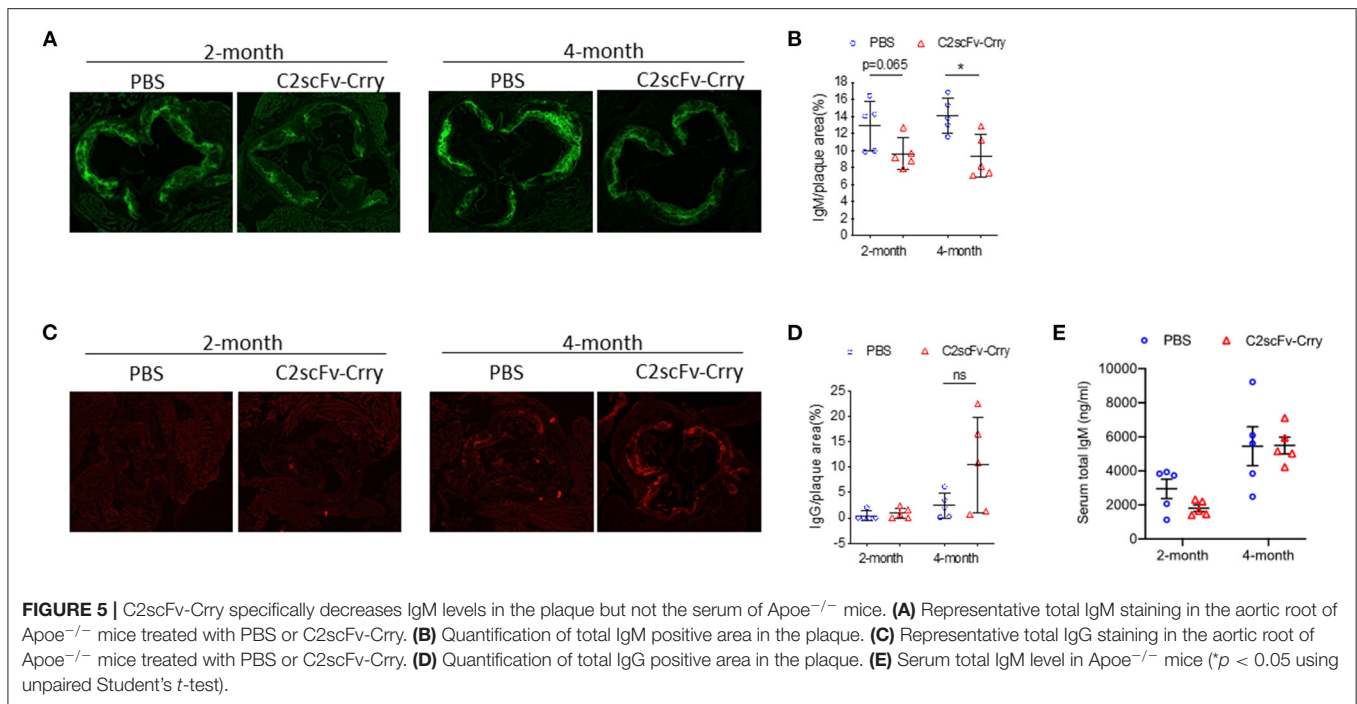 A
2-month
4-month
PBS
C2scFv-Crry
PBS
C2scFv-Crry
B
PBS
C2scFv-Crry
p=0.065
*
IgM/plaque area(%)
18
16
14
12
10
8
6
4
2
0
2-month
4-month
C
2-month
4-month
PBS
C2scFv-Crry
PBS
C2scFv-Crry
D
PBS
C2scFv-Crry
ns
IgG/plaque area(%)
25
20
15
10
5
0
-5
2-month
4-month
E
PBS
C2scFv-Crry
Serum total IgM (ng/ml)
10000
8000
6000
4000
2000
0
2-month
4-month
FIGURE 5 | C2scFv-Crry specifically decreases IgM levels in the plaque but not the serum of Apoe−/− mice. (A) Representative total IgM staining in the aortic root of
Apoe−/− mice treated with PBS or C2scFv-Crry. (B) Quantification of total IgM positive area in the plaque. (C) Representative total IgG staining in the aortic root of
Apoe−/− mice treated with PBS or C2scFv-Crry. (D) Quantification of total IgG positive area in the plaque. (E) Serum total IgM level in Apoe−/− mice (*p < 0.05 using
unpaired Student's t-test).